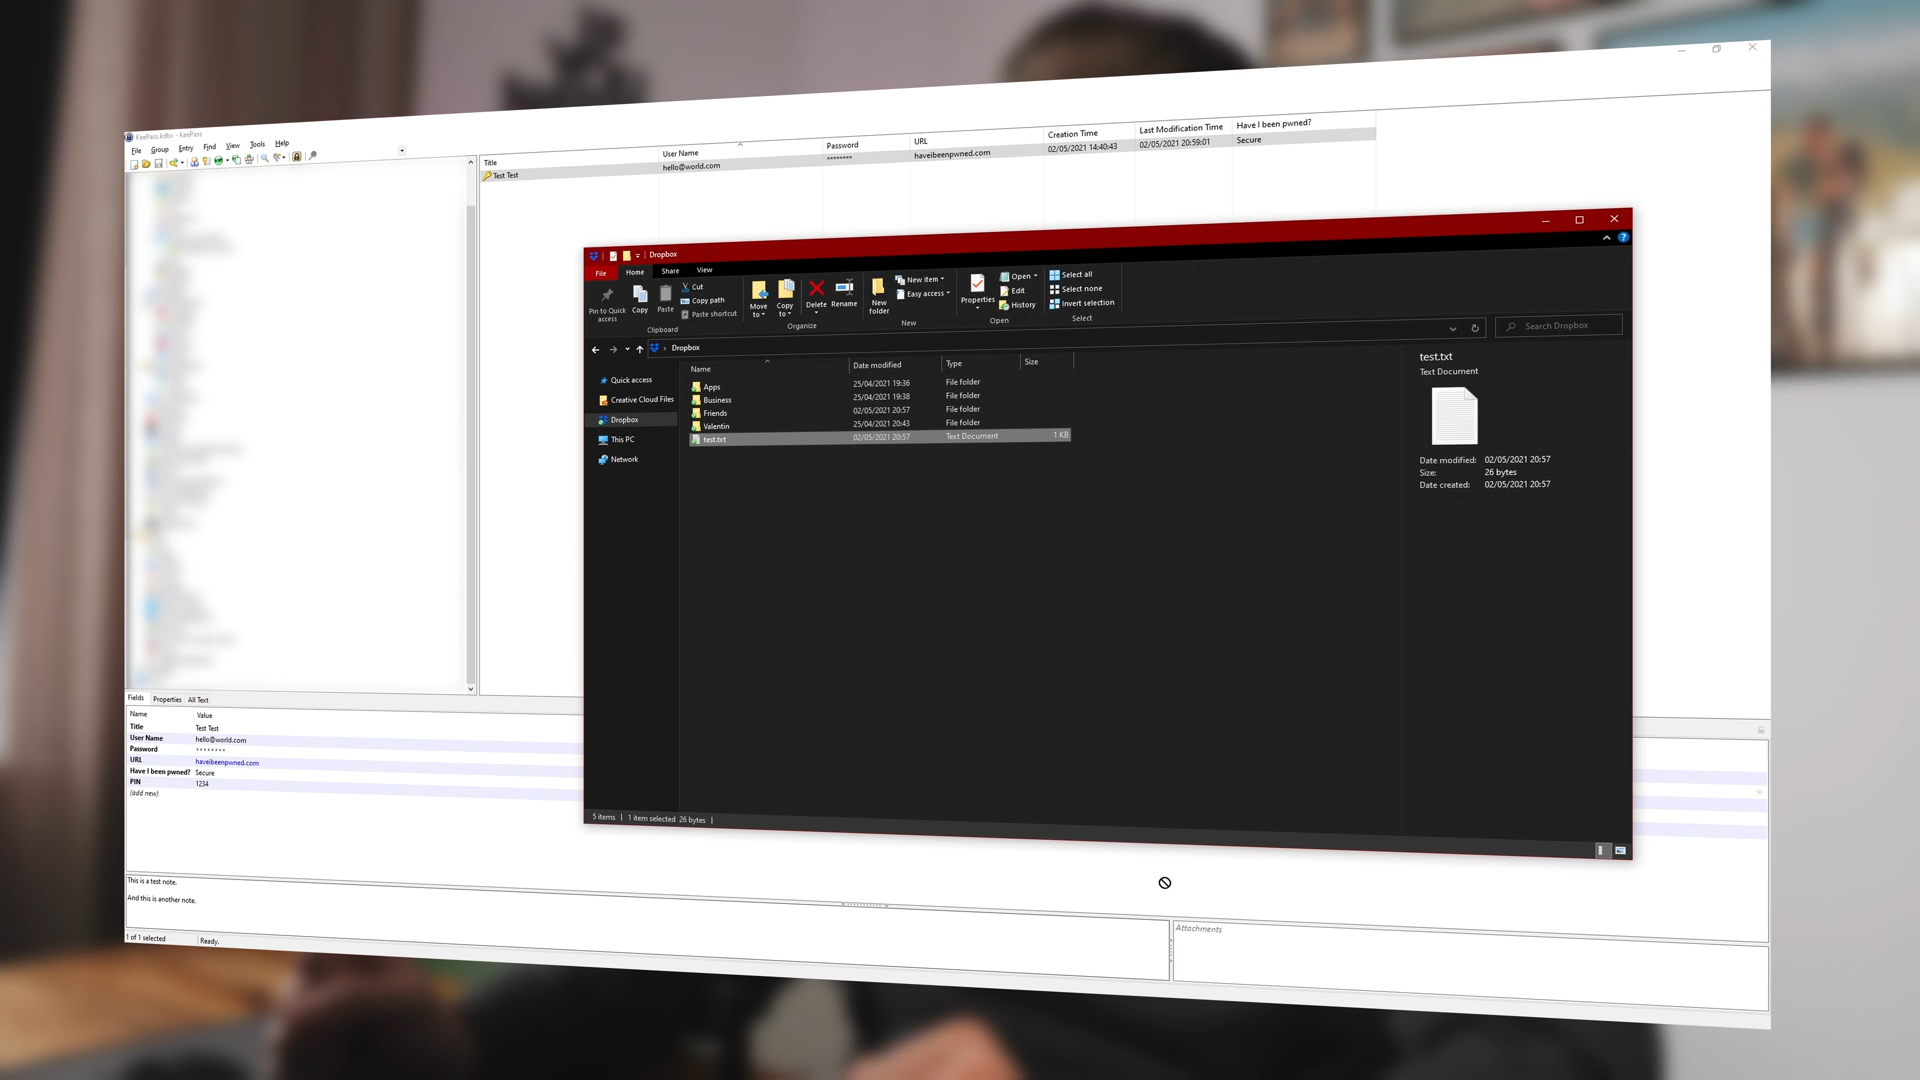 KeePass.kdbx - KeePass
File Group Entry Find View Tools Help
Title User Name Password URL Creation Time Last Modification Time Have I been pwned?
Test Test hello@world.com ******** haveibeenpwned.com 02/05/2021 14:40:43 02/05/2021 20:59:01 Secure
Dropbox
File Home Share View
Pin to Quick access
Copy
Paste
Cut
Copy path
Paste shortcut
Clipboard
Move to
Copy to
Delete
Rename
Organize
New folder
New item
Easy access
New
Properties
Open
Edit
History
Open
Select all
Select none
Invert selection
Select
Dropbox
Search Dropbox
Quick access
Creative Cloud Files
Dropbox
This PC
Network
Name Date modified Type Size
Apps 25/04/2021 19:36 File folder
Business 25/04/2021 19:38 File folder
Friends 02/05/2021 20:57 File folder
Valentin 25/04/2021 20:43 File folder
test.txt 02/05/2021 20:57 Text Document 1 KB
test.txt
Text Document
Date modified: 02/05/2021 20:57
Size: 26 bytes
Date created: 02/05/2021 20:57
5 items 1 item selected 26 bytes
Fields Properties All Text
Name Value
Title Test Test
User Name hello@world.com
Password ********
URL haveibeenpwned.com
Have I been pwned? Secure
PIN 1234
(add new)
This is a test note.
And this is another note.
Attachments
1 of 1 selected Ready.